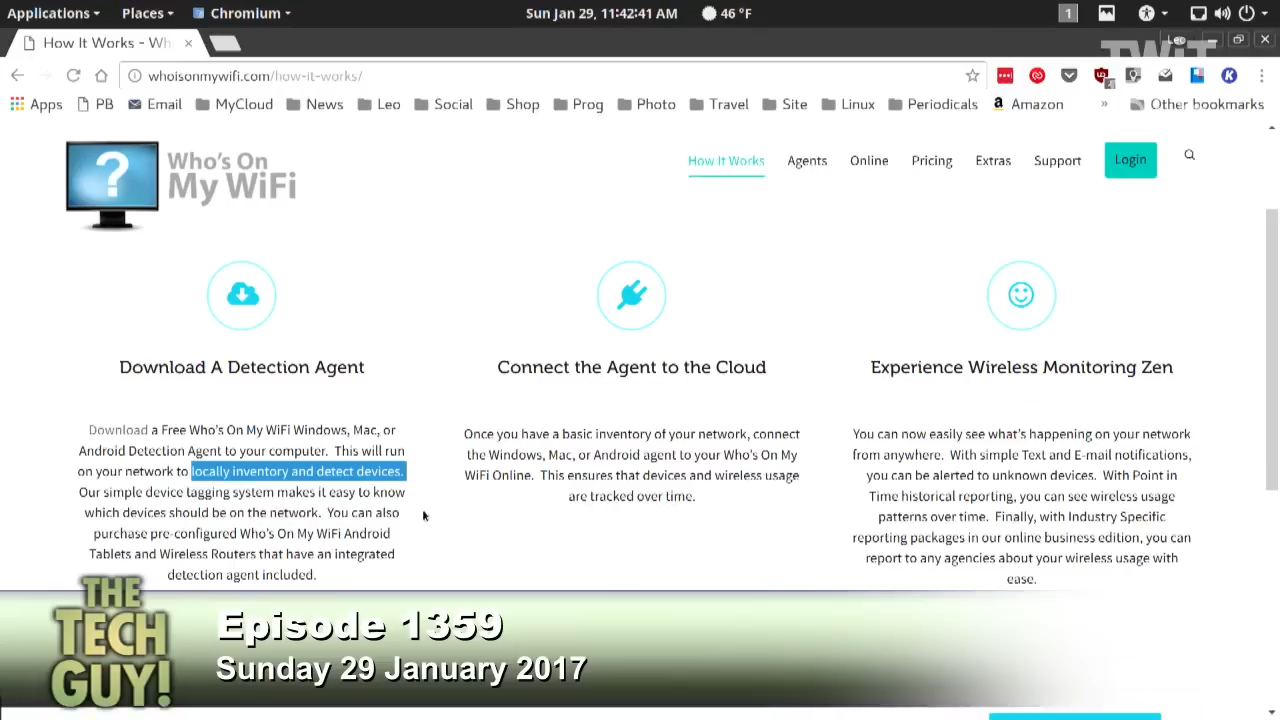 Applications Places Chromium Sun Jan 29, 11:42:41 AM 46 °F 1
How It Works - Wh Leo
TWiT
whoisonmywifi.com/how-it-works/
Apps PB Email MyCloud News Leo Social Shop Prog Photo Travel Site Linux Periodicals Amazon » Other bookmarks
Who's On
My WiFi
How It Works Agents Online Pricing Extras Support Login
Download A Detection Agent
Download a Free Who's On My WiFi Windows, Mac, or
Android Detection Agent to your computer. This will run
on your network to locally inventory and detect devices.
Our simple device tagging system makes it easy to know
which devices should be on the network. You can also
purchase pre-configured Who's On My WiFi Android
Tablets and Wireless Routers that have an integrated
detection agent included.
Connect the Agent to the Cloud
Once you have a basic inventory of your network, connect
the Windows, Mac, or Android agent to your Who's On My
WiFi Online. This ensures that devices and wireless usage
are tracked over time.
Experience Wireless Monitoring Zen
You can now easily see what's happening on your network
from anywhere. With simple Text and E-mail notifications,
you can be alerted to unknown devices. With Point in
Time historical reporting, you can see wireless usage
patterns over time. Finally, with Industry Specific
reporting packages in our online business edition, you can
report to any agencies about your wireless usage with
ease.
THE
TECH
GUY!
Episode 1359
Sunday 29 January 2017